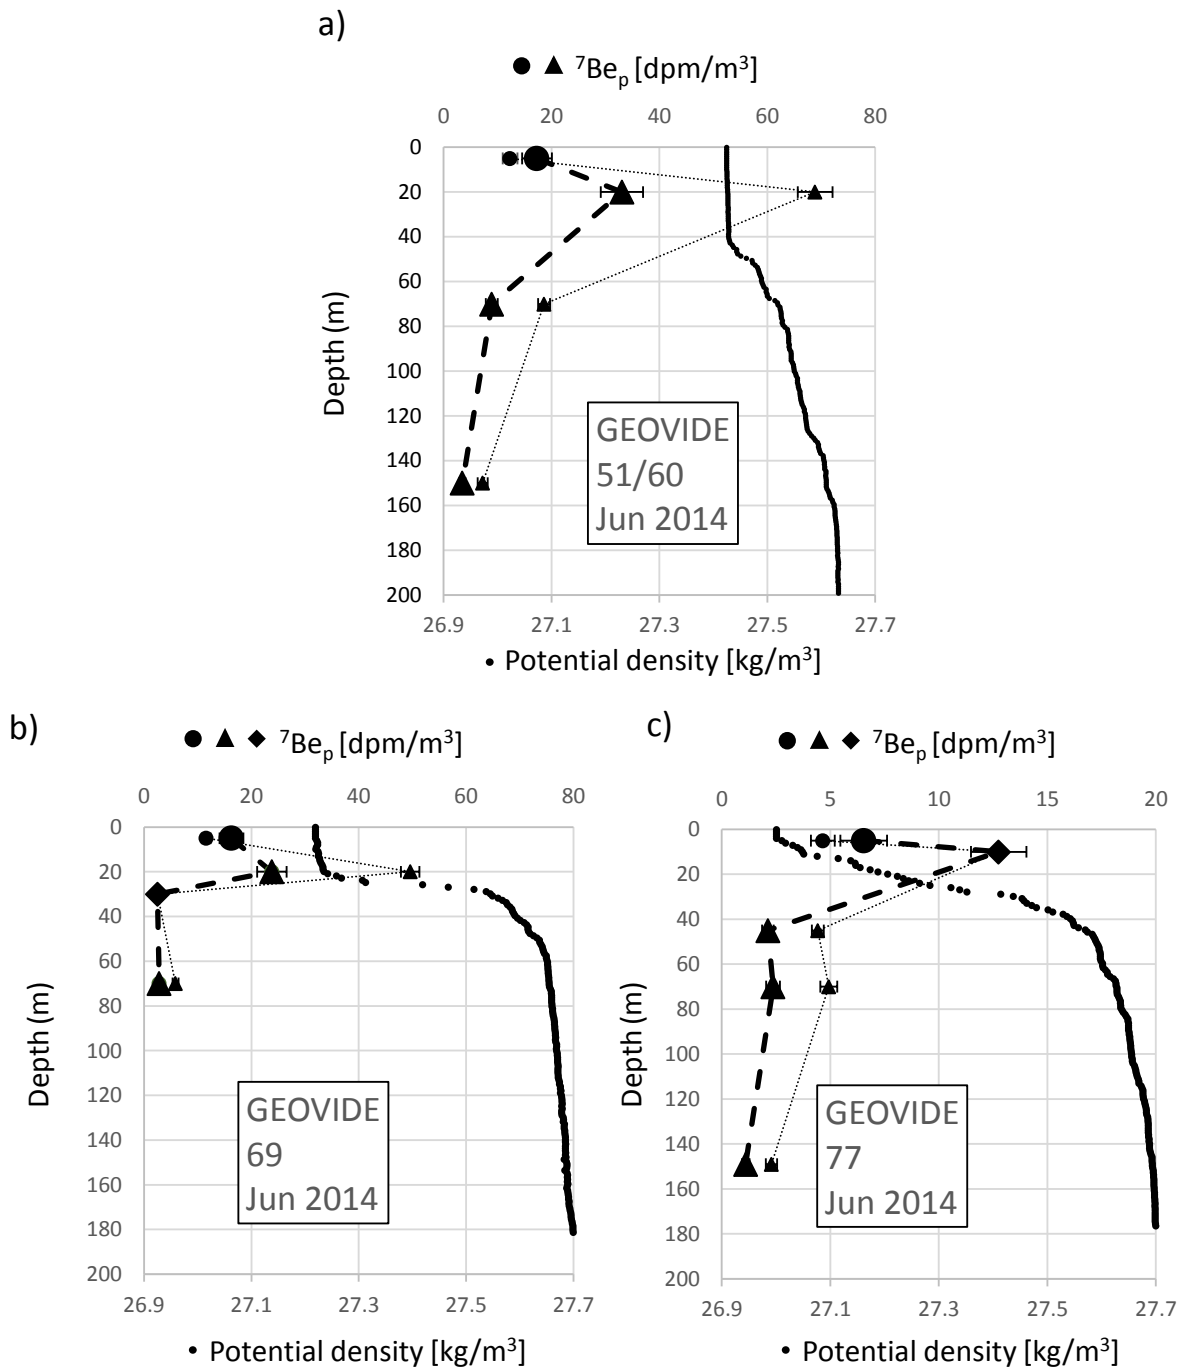 a)
● ▲ ⁷Beₚ [dpm/m³]
0 20 40 60 80
0
20
40
60
80
100
120
140
160
180
200
Depth (m)
GEOVIDE
51/60
Jun 2014
26.9 27.1 27.3 27.5 27.7
• Potential density [kg/m³]
b)
● ▲ ◆ ⁷Beₚ [dpm/m³]
0 20 40 60 80
0
20
40
60
80
100
120
140
160
180
200
Depth (m)
GEOVIDE
69
Jun 2014
26.9 27.1 27.3 27.5 27.7
• Potential density [kg/m³]
c)
● ▲ ◆ ⁷Beₚ [dpm/m³]
0 5 10 15 20
0
20
40
60
80
100
120
140
160
180
200
Depth (m)
GEOVIDE
77
Jun 2014
26.9 27.1 27.3 27.5 27.7
• Potential density [kg/m³]